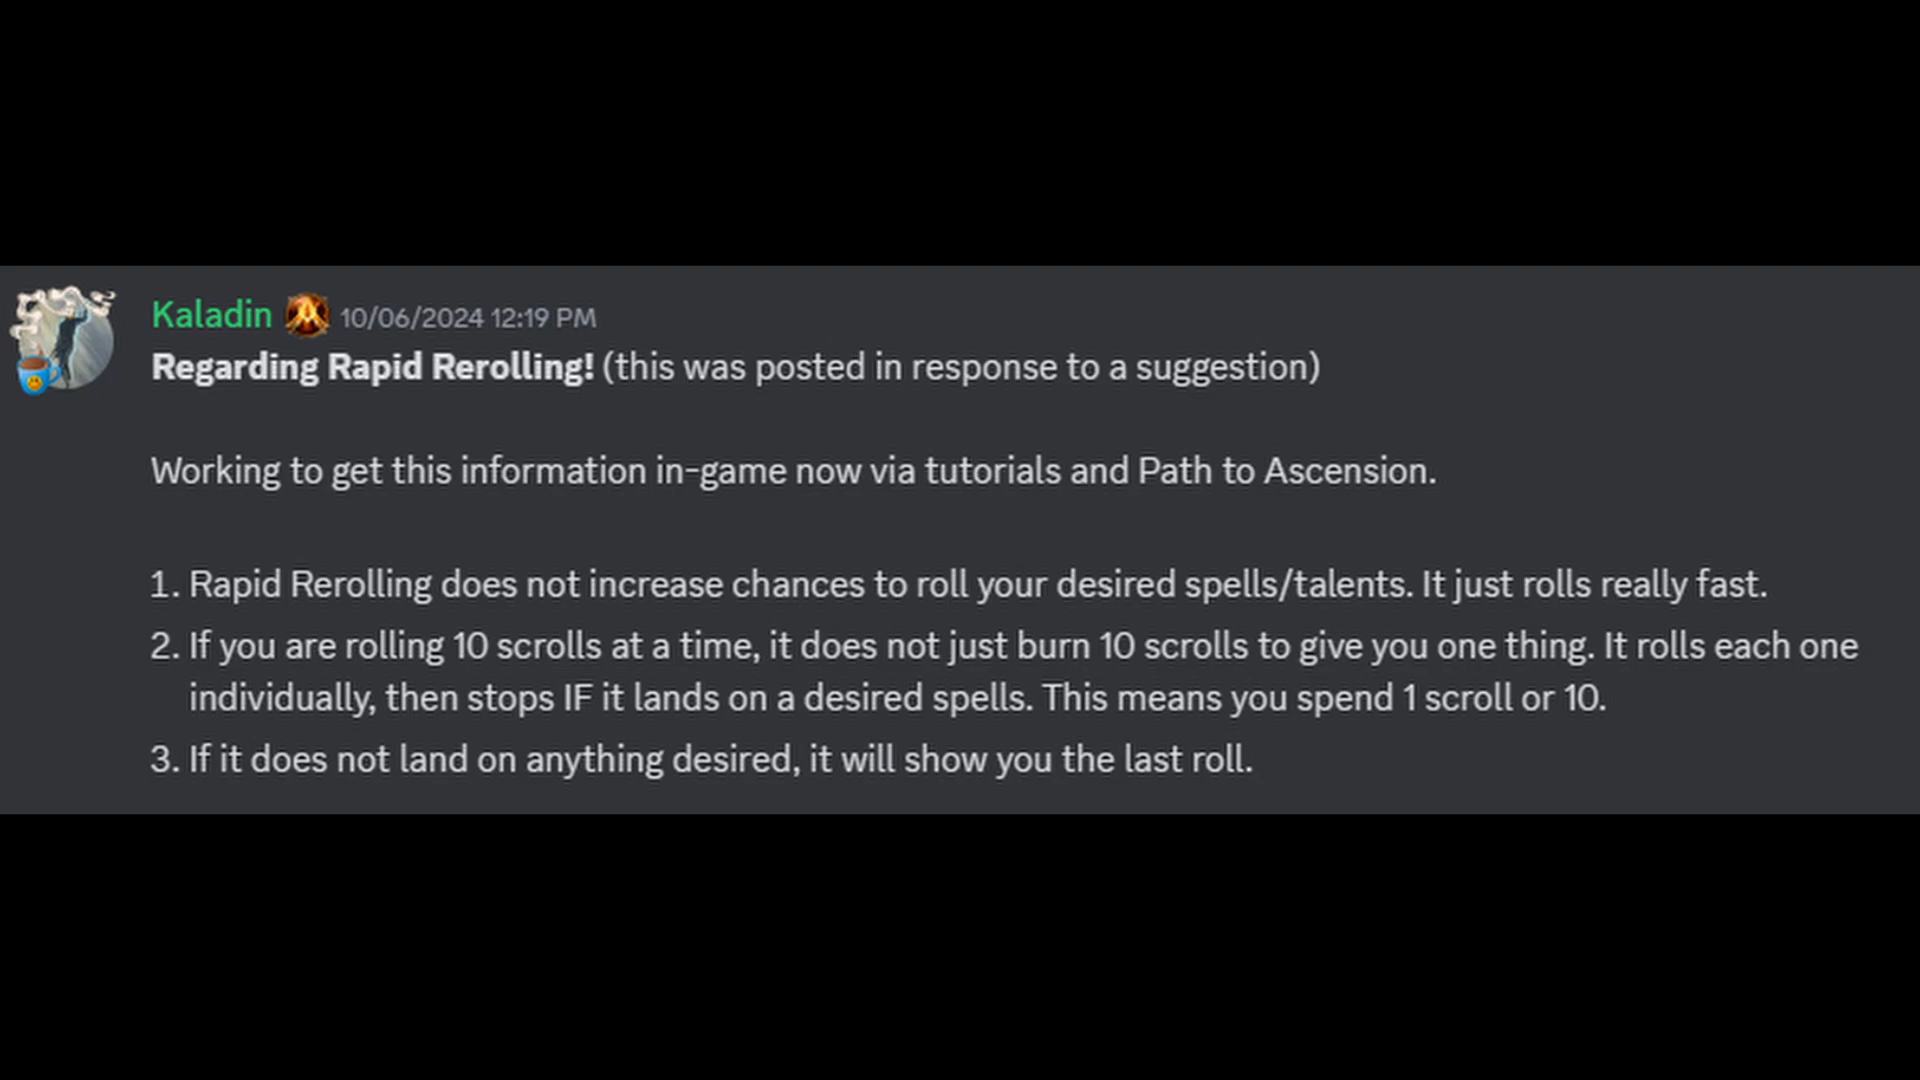 Kaladin 10/06/2024 12:19 PM
Regarding Rapid Rerolling! (this was posted in response to a suggestion)
Working to get this information in-game now via tutorials and Path to Ascension.
1. Rapid Rerolling does not increase chances to roll your desired spells/talents. It just rolls really fast.
2. If you are rolling 10 scrolls at a time, it does not just burn 10 scrolls to give you one thing. It rolls each one
individually, then stops IF it lands on a desired spells. This means you spend 1 scroll or 10.
3. If it does not land on anything desired, it will show you the last roll.